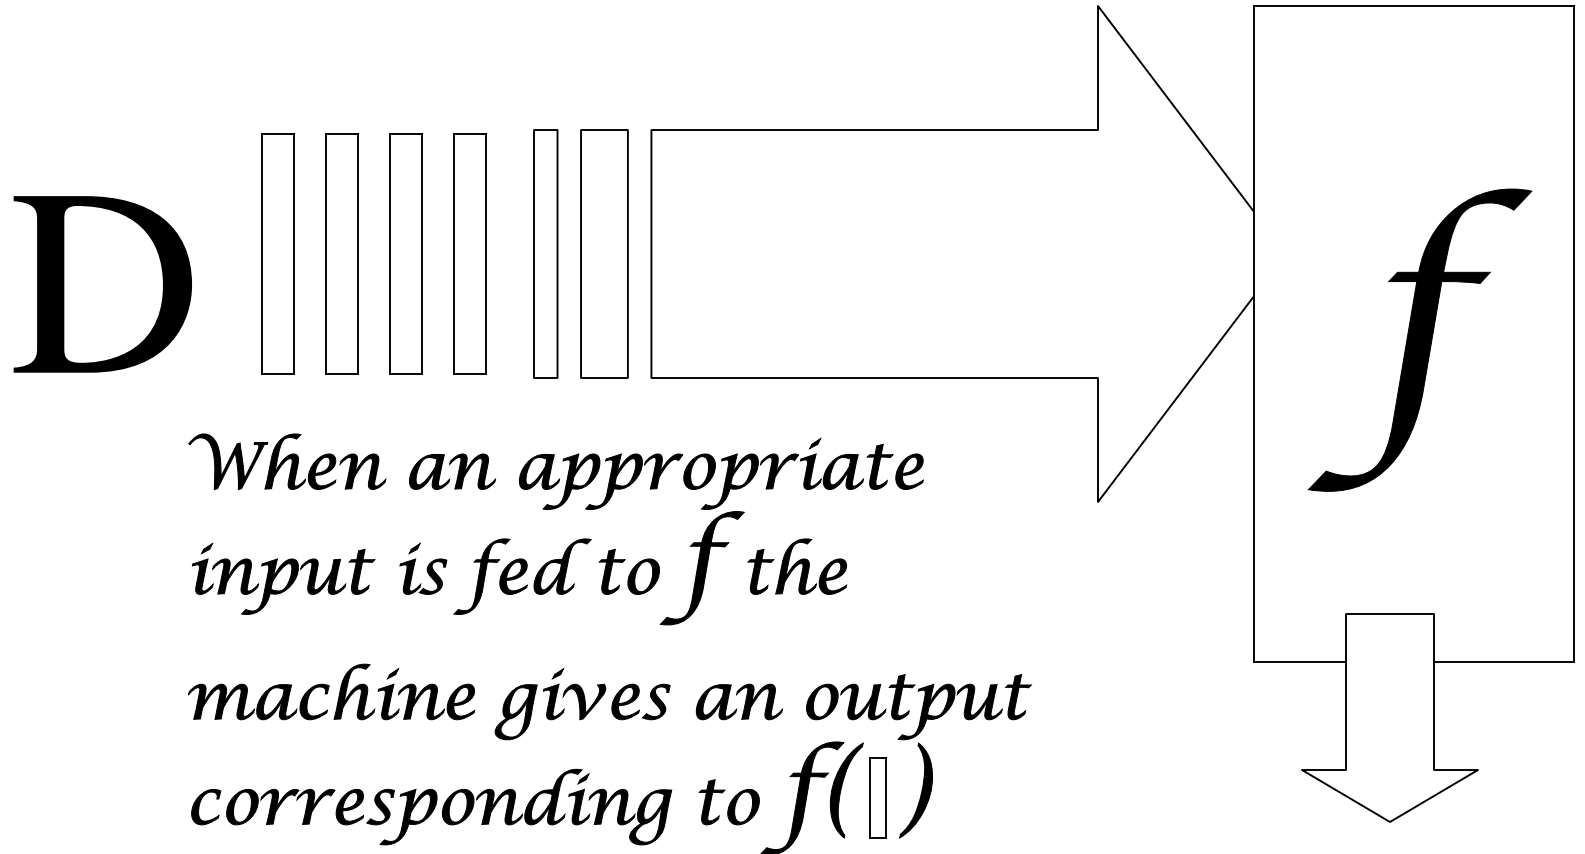 D
f
When an appropriate
input is fed to f the
machine gives an output
corresponding to f(▯)